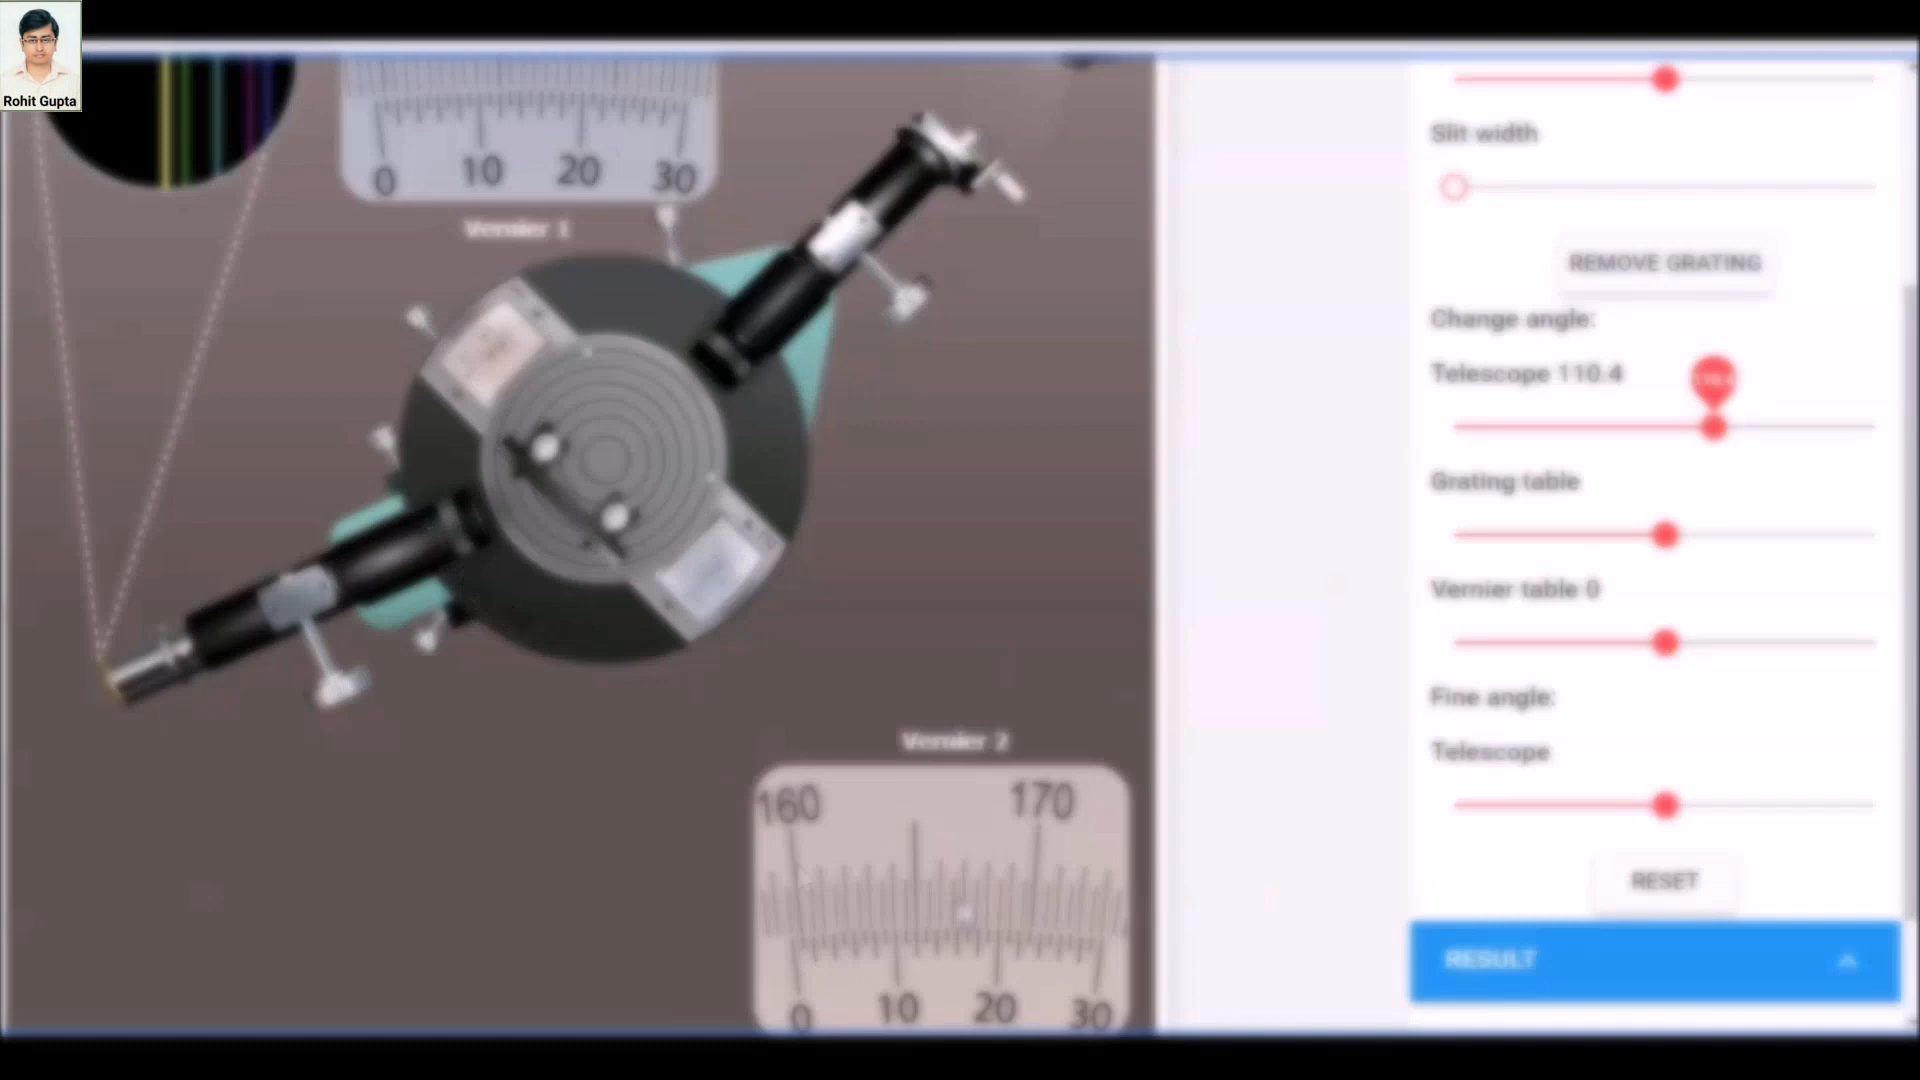 Rohit Gupta
0 10 20 30
Vernier 1
Slit width
REMOVE GRATING
Change angle:
Telescope 110.4
Grating table
Vernier table 0
Fine angle:
Telescope
Vernier 2
160 170
0 10 20 30
RESET
RESULT